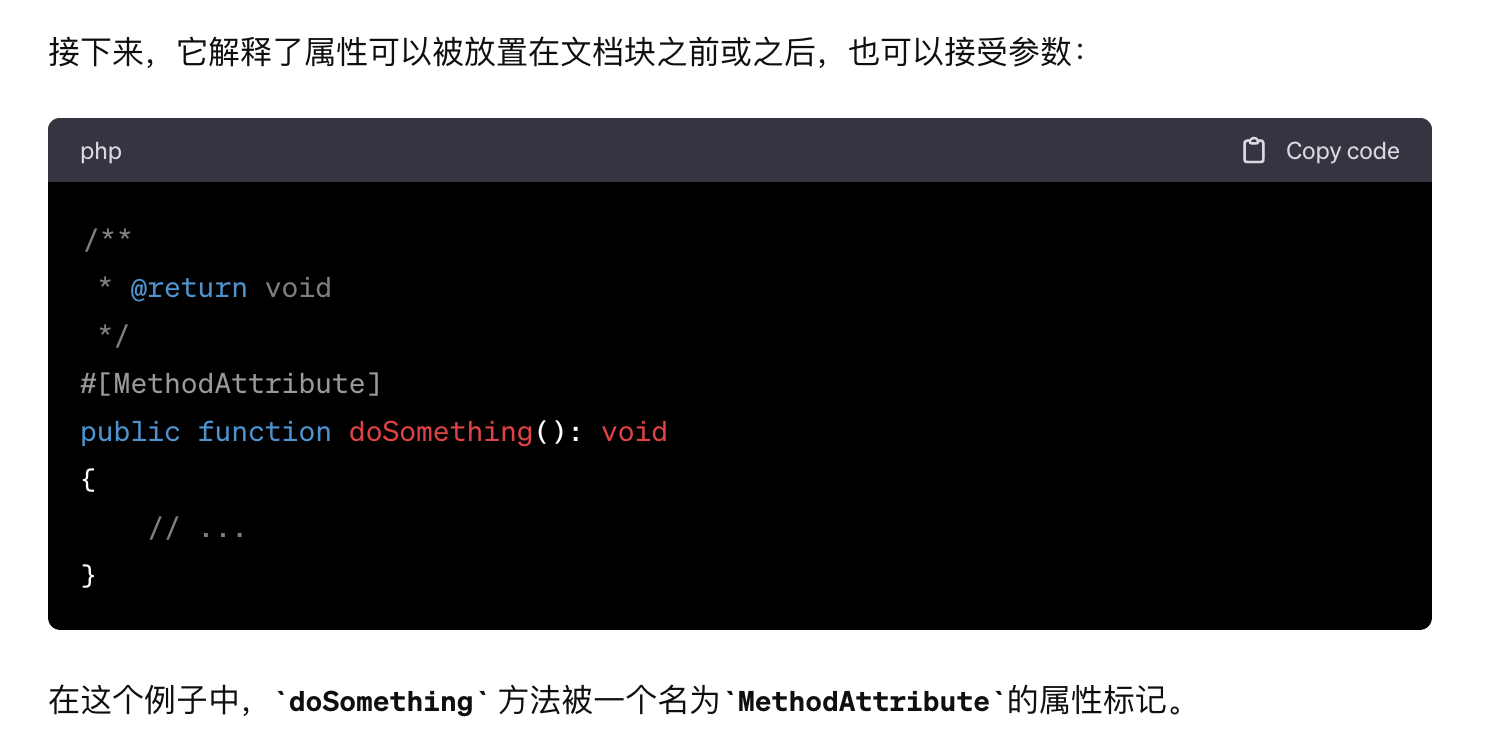 接下来，它解释了属性可以被放置在文档块之前或之后，也可以接受参数：
php
Copy code
/**
 * @return void
 */
#[MethodAttribute]
public function doSomething(): void
{
    // ...
}
在这个例子中，`doSomething` 方法被一个名为`MethodAttribute`的属性标记。